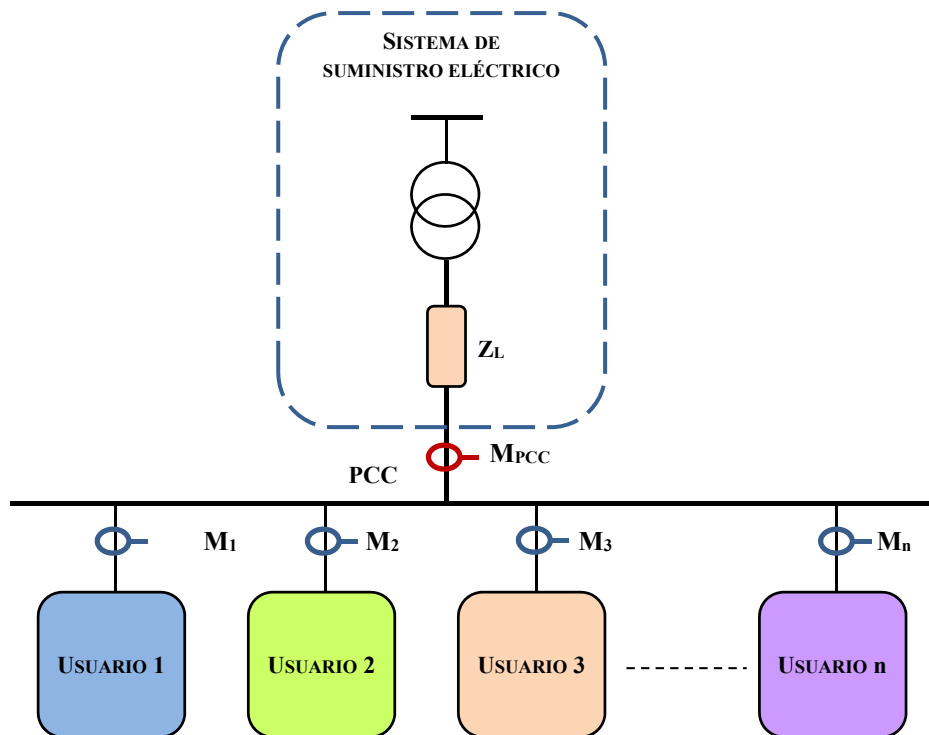 SISTEMA DE
SUMINISTRO ELÉCTRICO
ZL
MPCC
PCC
M1
M2
M3
Mn
USUARIO 1
USUARIO 2
USUARIO 3
USUARIO n